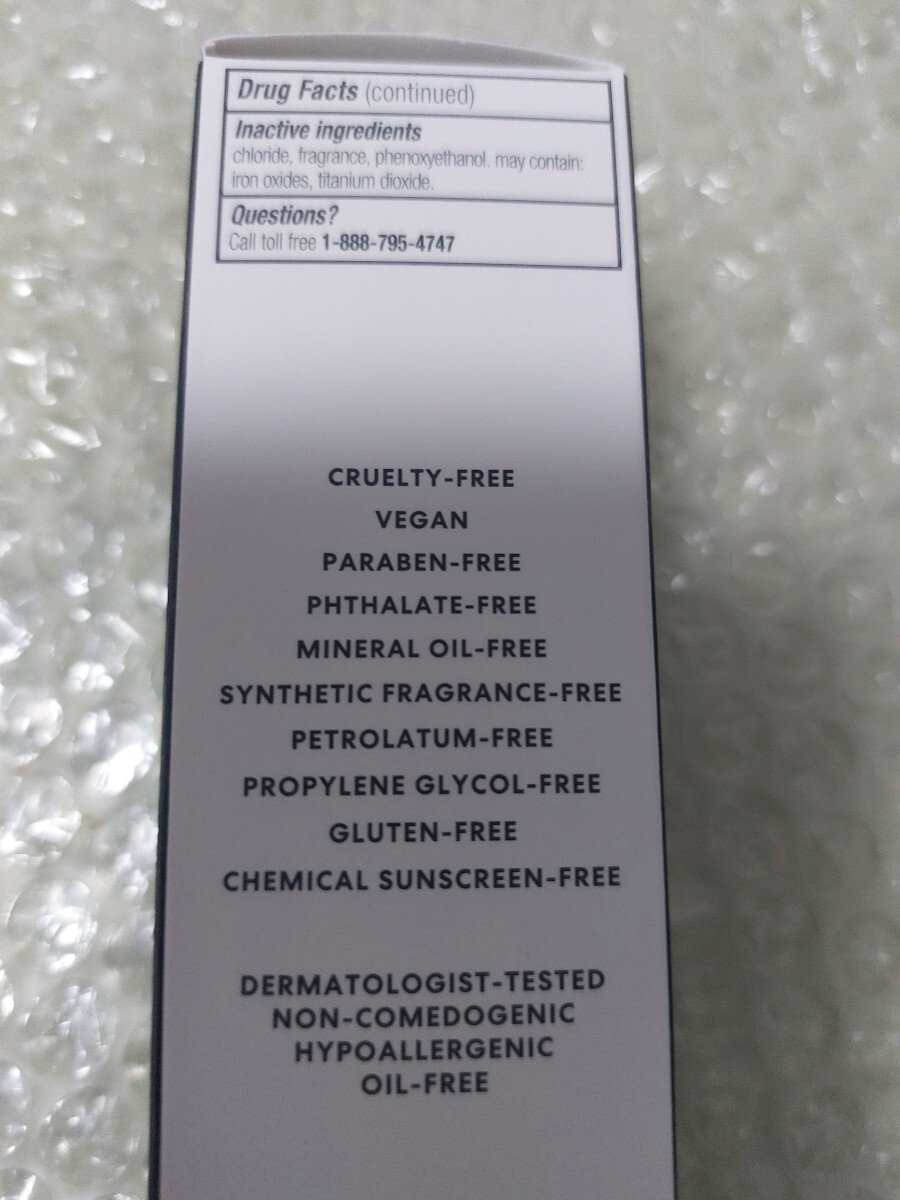 Drug Facts (continued)
Inactive ingredients
chloride, fragrance, phenoxyethanol. may contain:
iron oxides, titanium dioxide.
Questions?
Call toll free 1-888-795-4747
CRUELTY-FREE
VEGAN
PARABEN-FREE
PHTHALATE-FREE
MINERAL OIL-FREE
SYNTHETIC FRAGRANCE-FREE
PETROLATUM-FREE
PROPYLENE GLYCOL-FREE
GLUTEN-FREE
CHEMICAL SUNSCREEN-FREE
DERMATOLOGIST-TESTED
NON-COMEDOGENIC
HYPOALLERGENIC
OIL-FREE